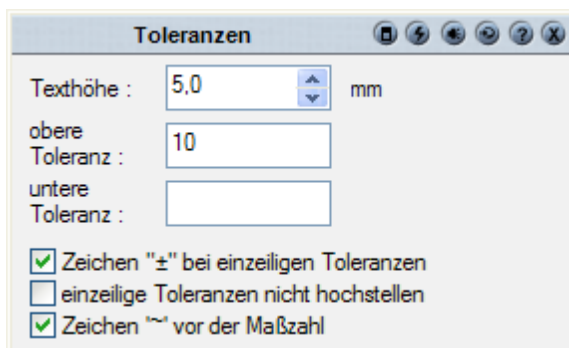 Toleranzen
Texthöhe : 5,0 mm
obere
Toleranz : 10
untere
Toleranz :
Zeichen "±" bei einzeiligen Toleranzen
einzeilige Toleranzen nicht hochstellen
Zeichen "~" vor der Maßzahl